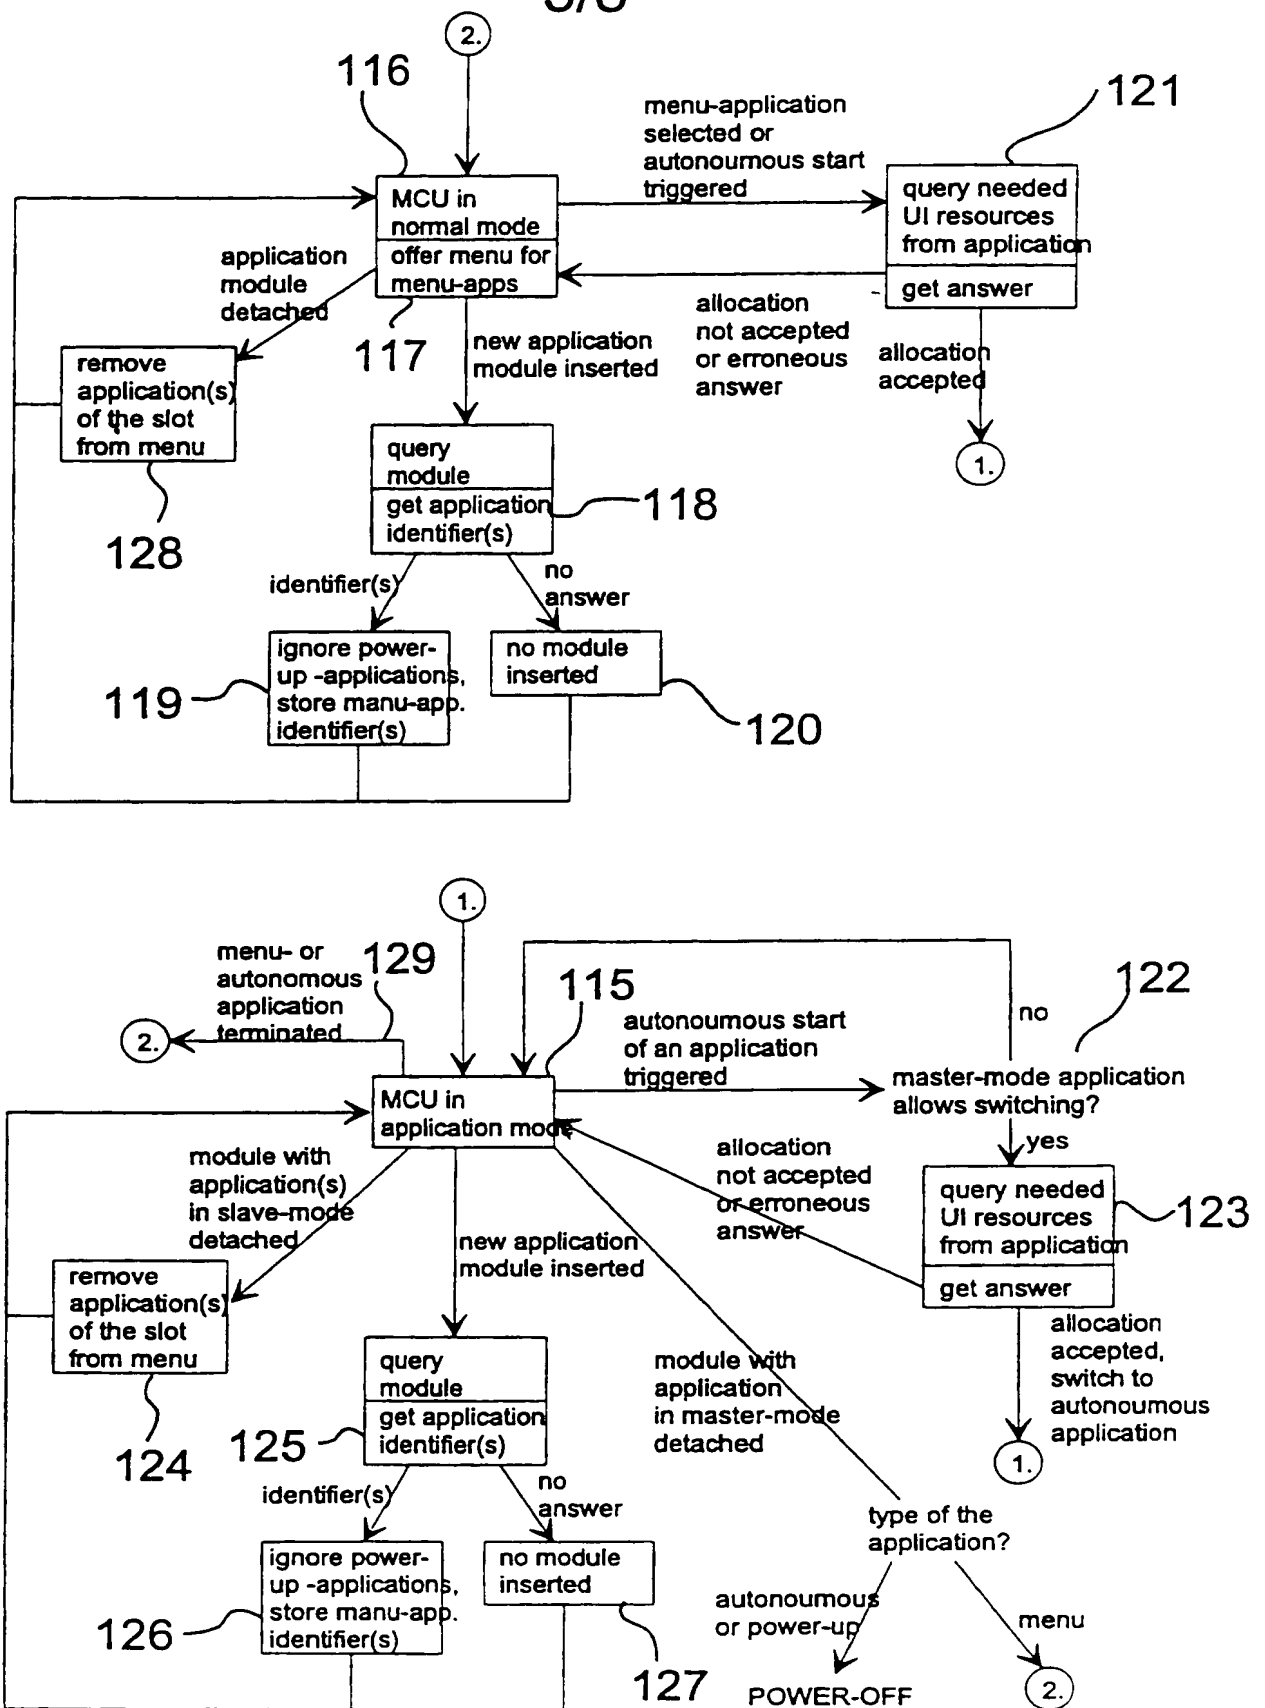 2.
116
121
menu-application
selected or
autonoumous start
triggered
MCU in
normal mode
offer menu for
menu-apps
query needed
UI resources
from application
get answer
application
module
detached
117
new application
module inserted
allocation
not accepted
or erroneous
answer
allocation
accepted
1.
remove
application(s)
of the slot
from menu
128
query
module
get application
identifier(s)
118
identifier(s)
no
answer
ignore power-
up -applications,
store manu-app.
identifier(s)
119
no module
inserted
120
1.
menu- or
autonomous
application
terminated
129
2.
115
autonoumous start
of an application
triggered
no
122
master-mode application
allows switching?
yes
MCU in
application mode
module with
application(s)
in slave-mode
detached
new application
module inserted
allocation
not accepted
or erroneous
answer
query needed
UI resources
from application
get answer
123
remove
application(s)
of the slot
from menu
124
query
module
get application
identifier(s)
125
module with
application
in master-mode
detached
allocation
accepted,
switch to
autonoumous
application
1.
identifier(s)
no
answer
ignore power-
up -applications,
store manu-app.
identifier(s)
126
no module
inserted
127
type of the
application?
autonoumous
or power-up
menu
POWER-OFF
2.